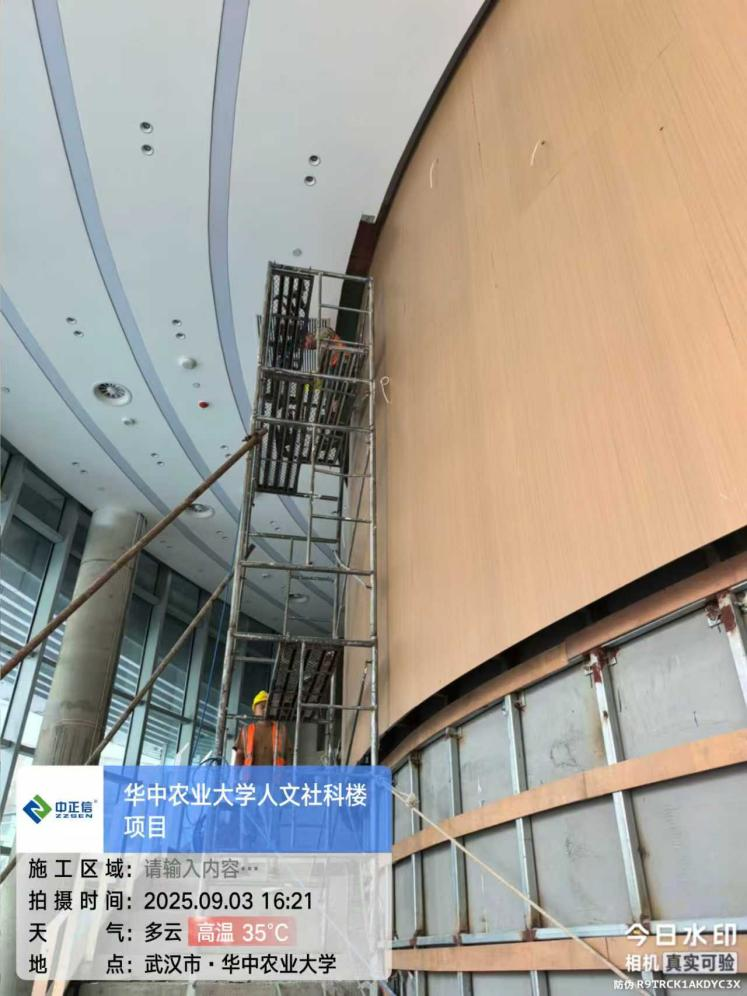 中正信®
ZZSEN
华中农业大学人文社科楼
项目
施工区域：请输入内容…
拍摄时间：2025.09.03 16:21
天气：多云 高温 35°C
地点：武汉市·华中农业大学
今日水印
相机 真实可验
防伪 R9TRCK1AKDYC3X